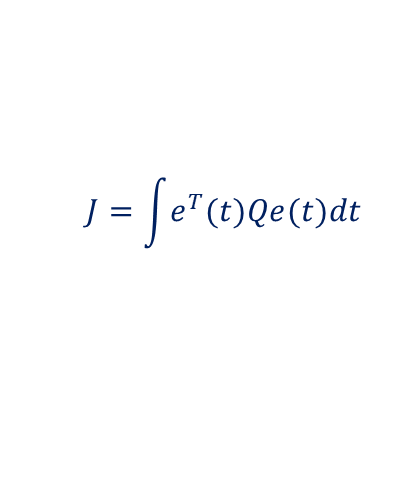 J = ∫ eᵀ(t)Qe(t)dt